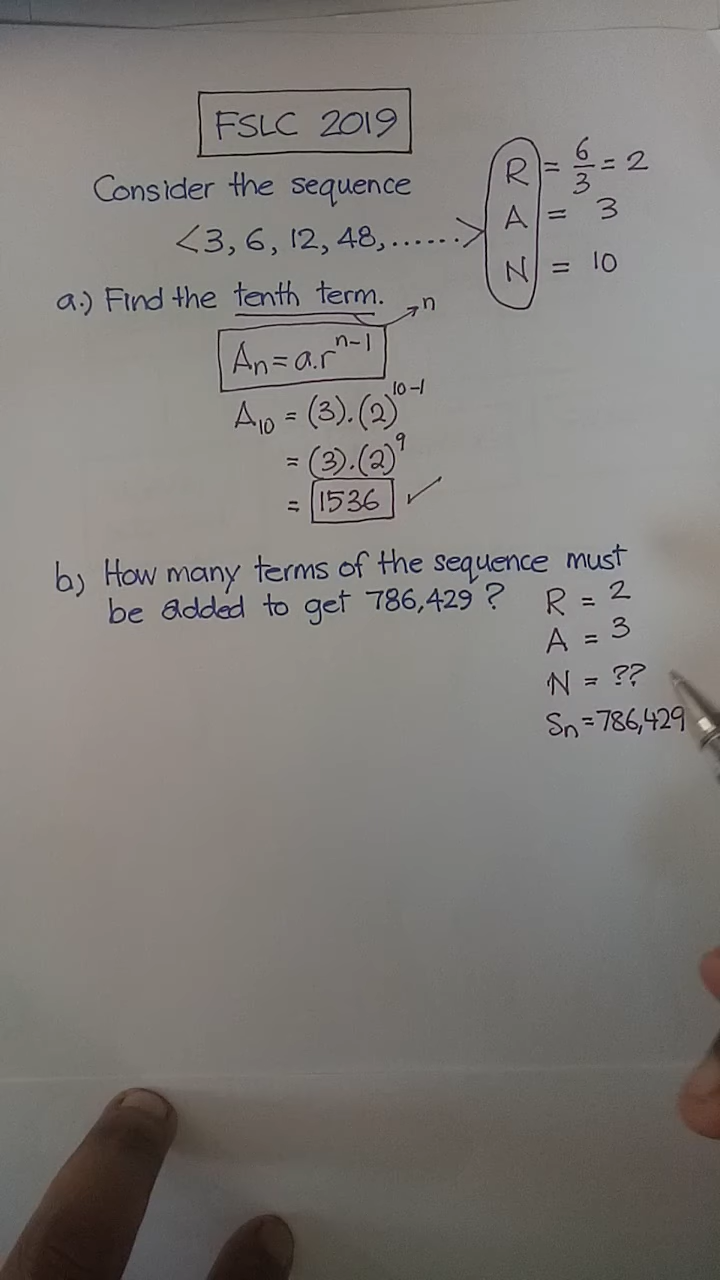 FSLC 2019
Consider the sequence
<3, 6, 12, 48, ......>
R = 6/3 = 2
A = 3
N = 10
a.) Find the tenth term.
n
An = a.r^n-1
A10 = (3).(2)^10-1
= (3).(2)^9
= 1536 ✓
b) How many terms of the sequence must
be added to get 786,429 ?
R = 2
A = 3
N = ??
Sn = 786,429